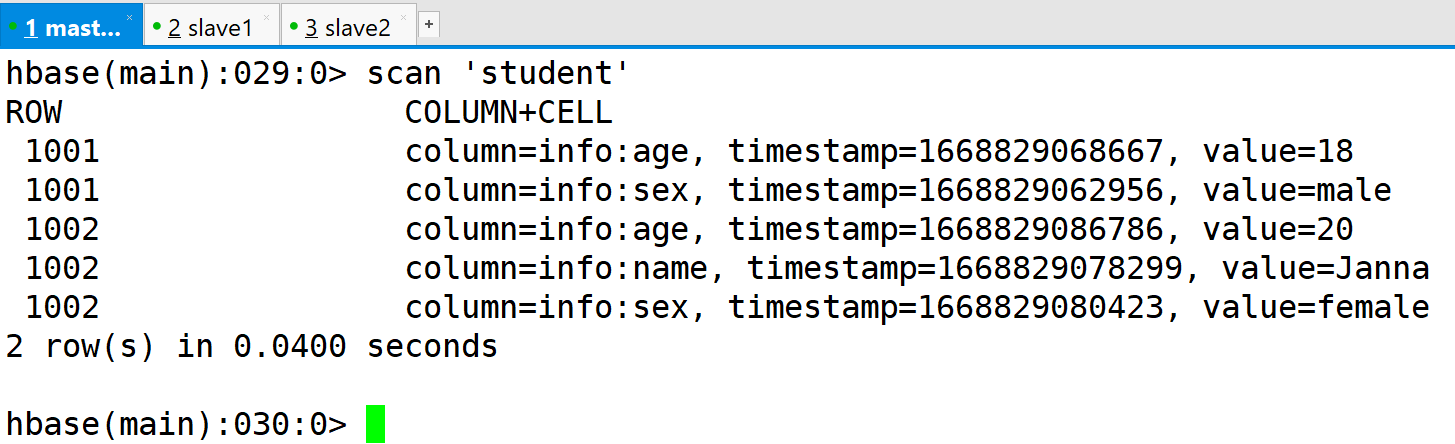 1 mast... × 2 slave1 × 3 slave2 × +
hbase(main):029:0> scan 'student'
ROW                  COLUMN+CELL
 1001                column=info:age, timestamp=1668829068667, value=18
 1001                column=info:sex, timestamp=1668829062956, value=male
 1002                column=info:age, timestamp=1668829086786, value=20
 1002                column=info:name, timestamp=1668829078299, value=Janna
 1002                column=info:sex, timestamp=1668829080423, value=female
2 row(s) in 0.0400 seconds
hbase(main):030:0>